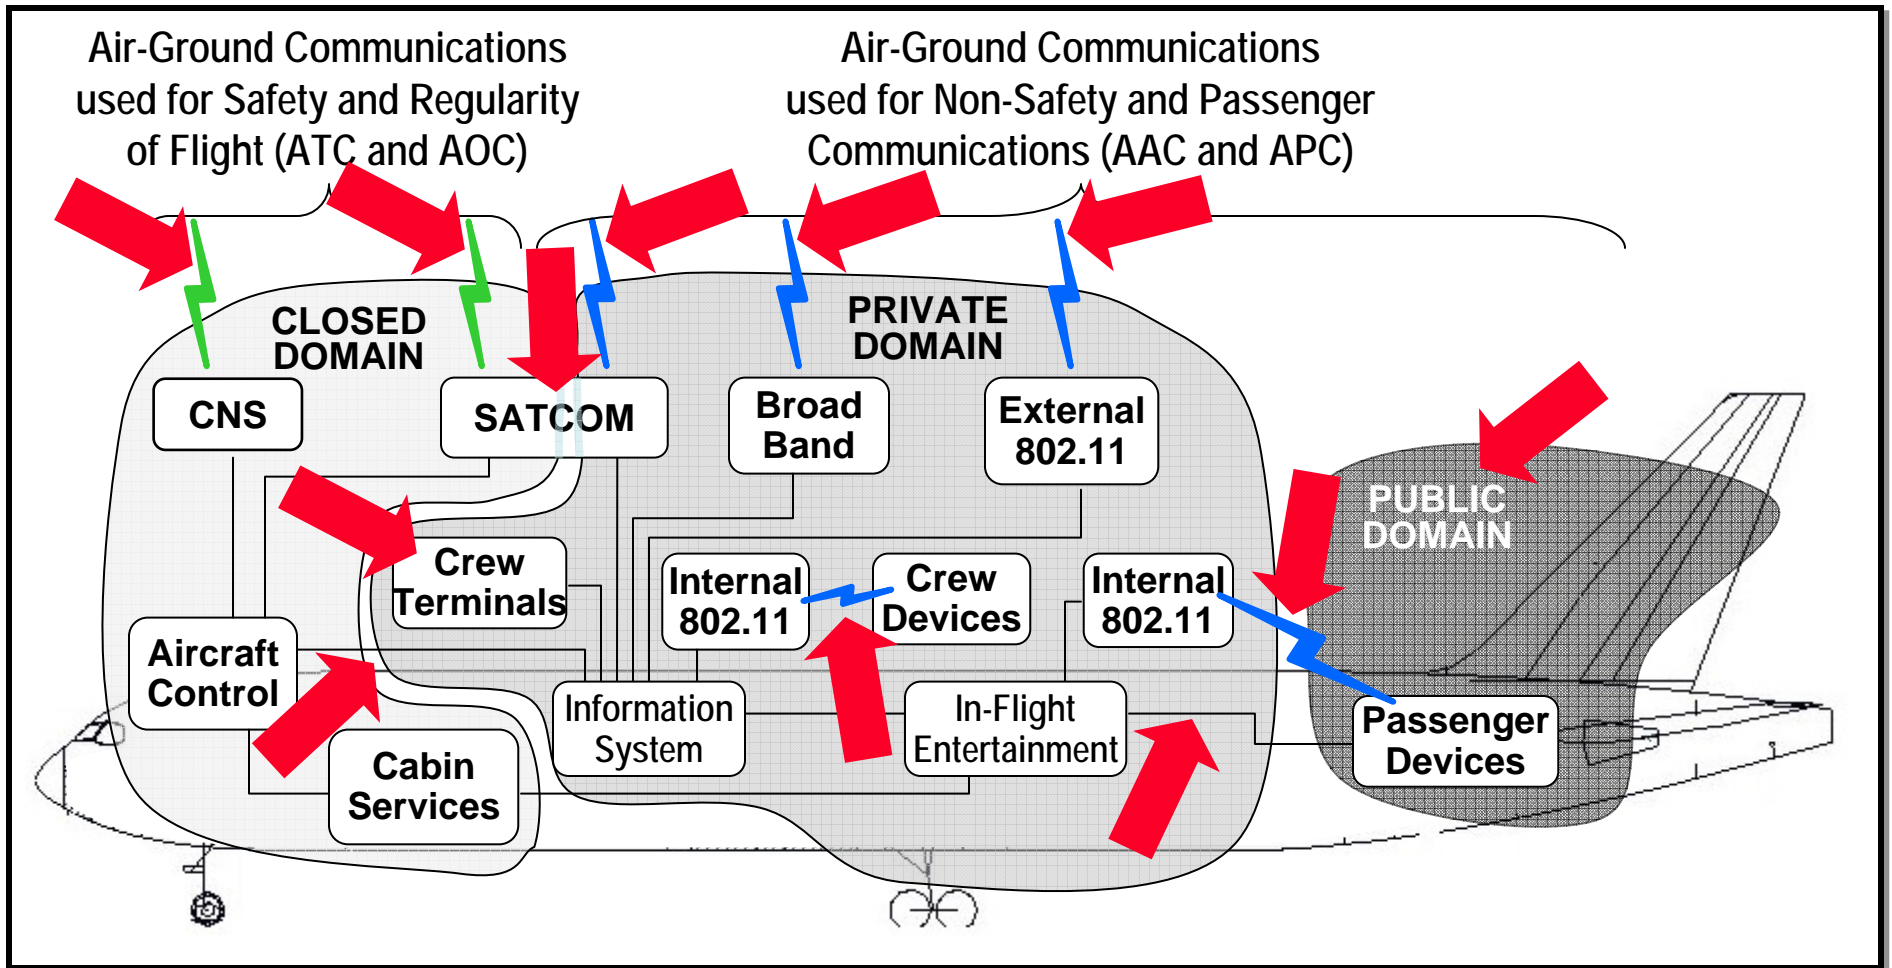 Air-Ground Communications
used for Safety and Regularity
of Flight (ATC and AOC)
Air-Ground Communications
used for Non-Safety and Passenger
Communications (AAC and APC)
CLOSED
DOMAIN
PRIVATE
DOMAIN
CNS
SATCOM
Broad
Band
External
802.11
PUBLIC
DOMAIN
Crew
Terminals
Internal
802.11
Crew
Devices
Internal
802.11
Aircraft
Control
Information
System
In-Flight
Entertainment
Passenger
Devices
Cabin
Services